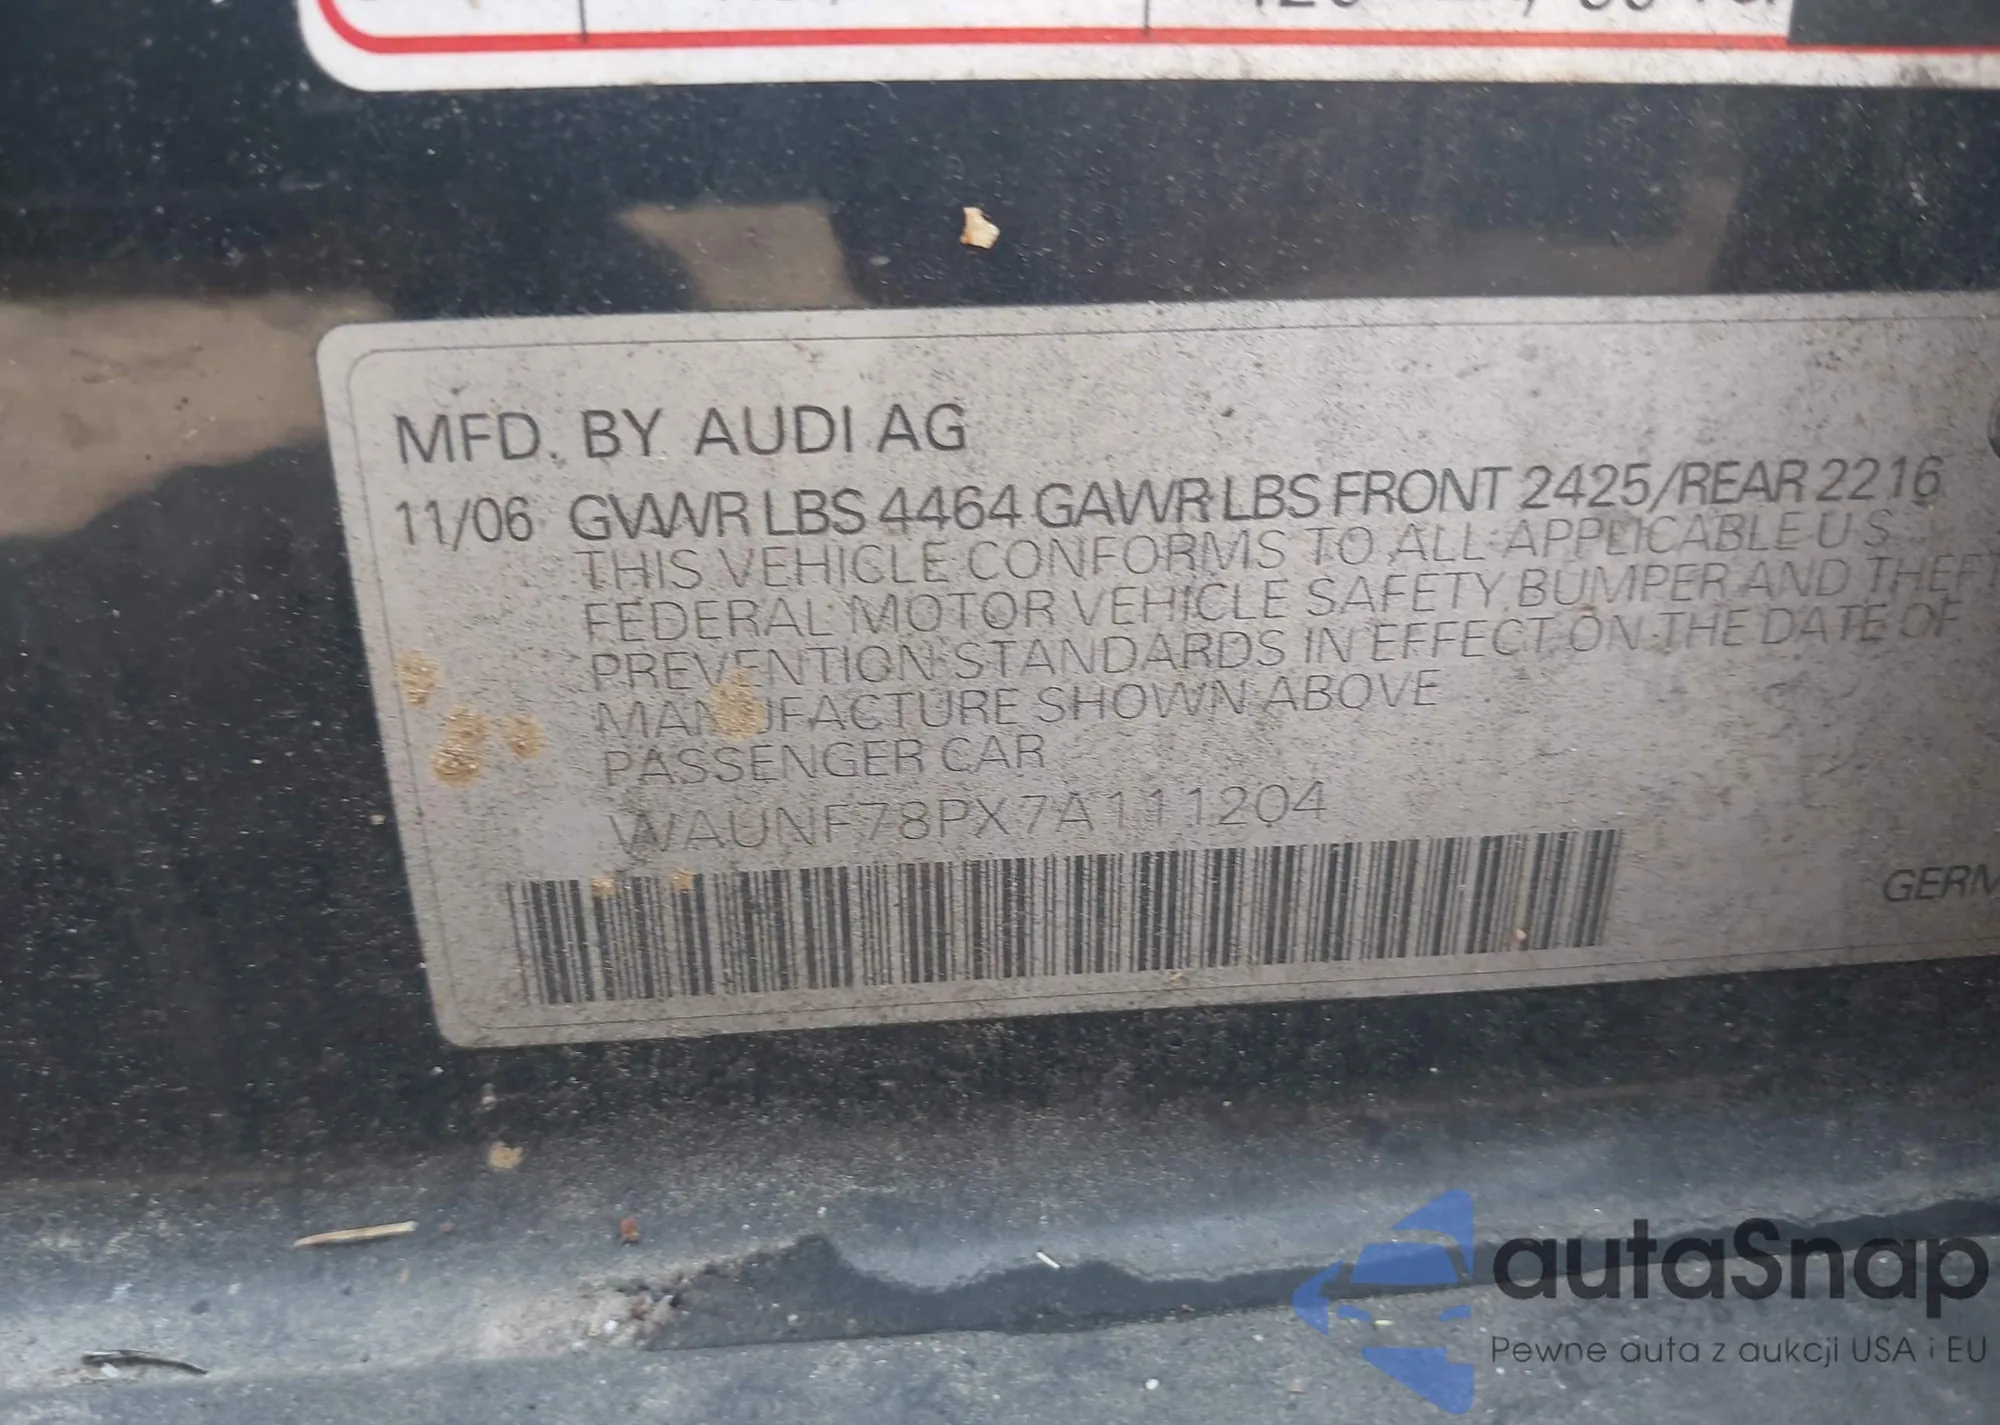 MFD. BY AUDI AG
11/06 GVWR LBS 4464 GAWR LBS FRONT 2425/REAR 2216
THIS VEHICLE CONFORMS TO ALL APPLICABLE U S
FEDERAL MOTOR VEHICLE SAFETY BUMPER AND THEFT
PREVENTION STANDARDS IN EFFECT ON THE DATE OF
MANUFACTURE SHOWN ABOVE
PASSENGER CAR
WAUNF78PX7A111204
GERM
autaSnap
Pewne auta z aukcji USA i EU